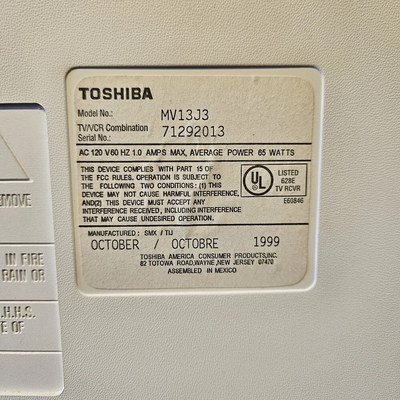 TOSHIBA
Model No.: MV13J3
TV/VCR Combination
Serial No.: 71292013
AC 120 V 60 HZ 1.0 AMPS MAX, AVERAGE POWER 65 WATTS
THIS DEVICE COMPLIES WITH PART 15 OF
THE FCC RULES. OPERATION IS SUBJECT TO
THE FOLLOWING TWO CONDITIONS: (1) THIS
DEVICE MAY NOT CAUSE HARMFUL INTERFERENCE,
AND(2) THIS DEVICE MUST ACCEPT
ANY INTERFERENCE RECEIVED, INCLUDING
INTERFERENCE THAT MAY CAUSE UNDESIRED OPERATION.
UL
LISTED
628E
TV RCVR
E60846
MANUFACTURED: SMX / TIJ
OCTOBER / OCTOBRE 1999
TOSHIBA AMERICA CONSUMER PRODUCTS,INC.
82 TOTOWA ROAD,WAYNE,NEW JERSEY 07470
ASSEMBLED IN MEXICO
IN FIRE
RAIN OR
.H.H.S.
TE OF